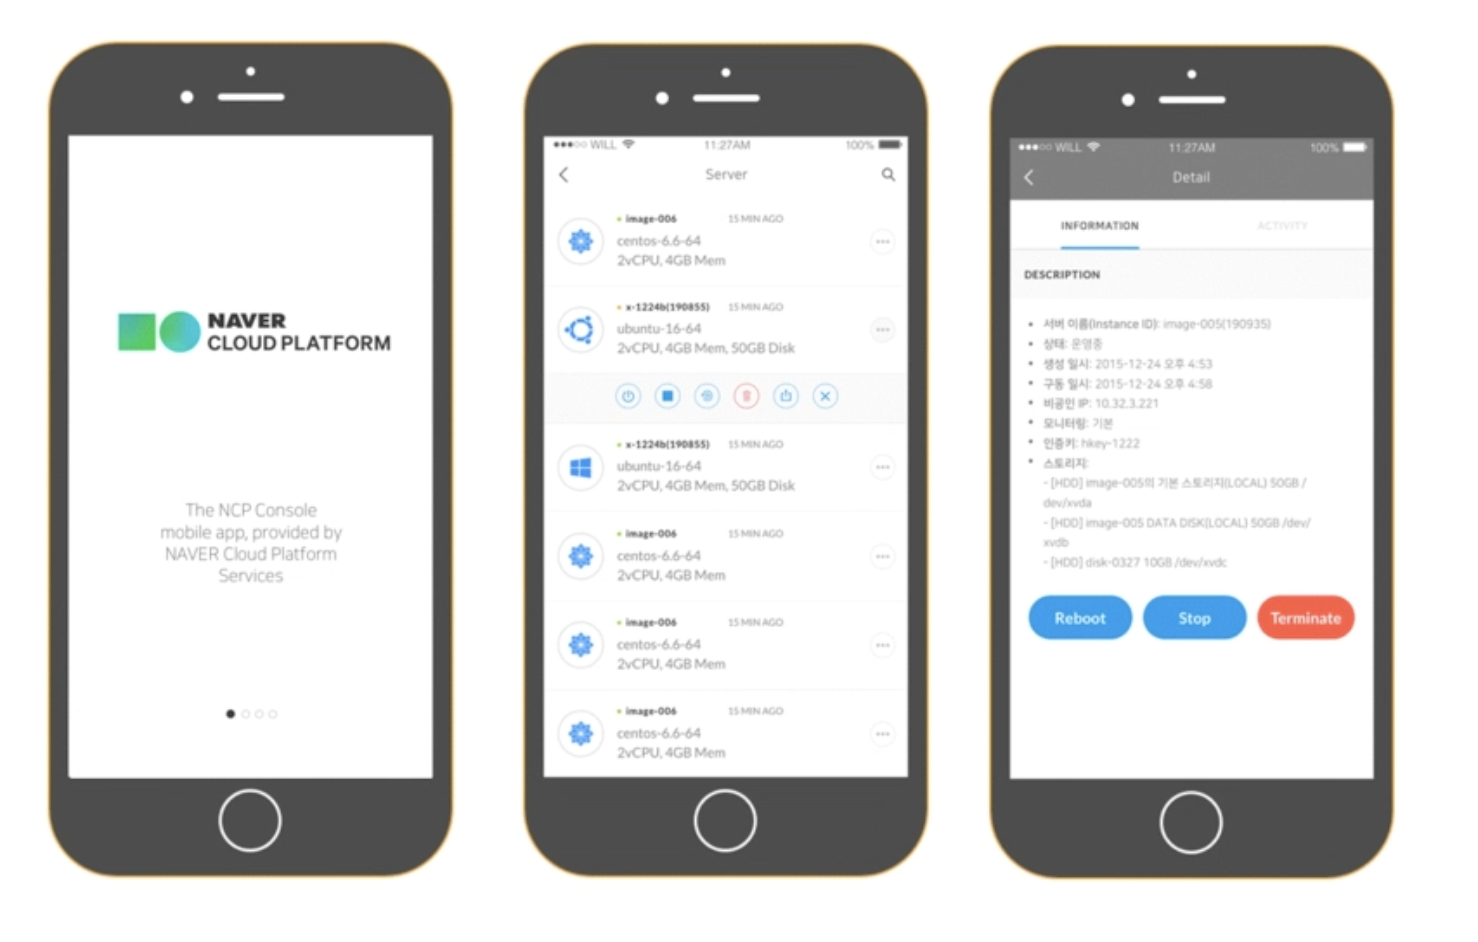 NAVER
CLOUD PLATFORM
The NCP Console
mobile app, provided by
NAVER Cloud Platform
Services
WILL 11:27AM 100%
Server
image-006 15 MIN AGO
centos-6.6-64
2vCPU, 4GB Mem
x-1224b(190855) 15 MIN AGO
ubuntu-16-64
2vCPU, 4GB Mem, 50GB Disk
x-1224b(190855) 15 MIN AGO
ubuntu-16-64
2vCPU, 4GB Mem, 50GB Disk
image-006 15 MIN AGO
centos-6.6-64
2vCPU, 4GB Mem
image-006 15 MIN AGO
centos-6.6-64
2vCPU, 4GB Mem
image-006 15 MIN AGO
centos-6.6-64
2vCPU, 4GB Mem
WILL 11:27AM 100%
Detail
INFORMATION ACTIVITY
DESCRIPTION
• 서버 이름(Instance ID): image-005(190935)
• 상태: 운영중
• 생성 일시: 2015-12-24 오후 4:53
• 구동 일시: 2015-12-24 오후 4:58
• 비공인 IP: 10.32.3.221
• 모니터링: 기본
• 인증키: hkey-1222
• 스토리지:
- [HDD] image-005의 기본 스토리지(LOCAL) 50GB /
dev/xvda
- [HDD] image-005 DATA DISK(LOCAL) 50GB /dev/
xvdb
- [HDD] disk-0327 10GB /dev/xvdc
Reboot Stop Terminate